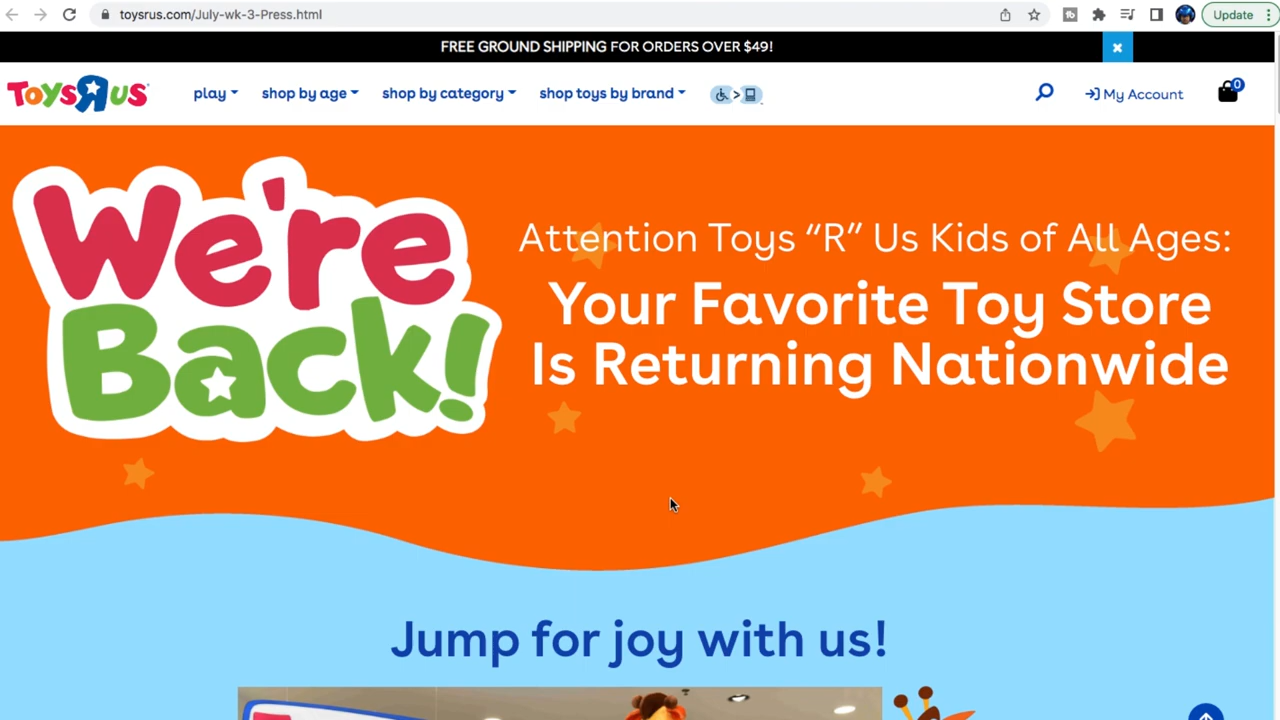 toysrus.com/July-wk-3-Press.html
Update
FREE GROUND SHIPPING FOR ORDERS OVER $49!
ToysRus
play
shop by age
shop by category
shop toys by brand
>
My Account
0
We're
Back!
Attention Toys “R” Us Kids of All Ages:
Your Favorite Toy Store
Is Returning Nationwide
Jump for joy with us!